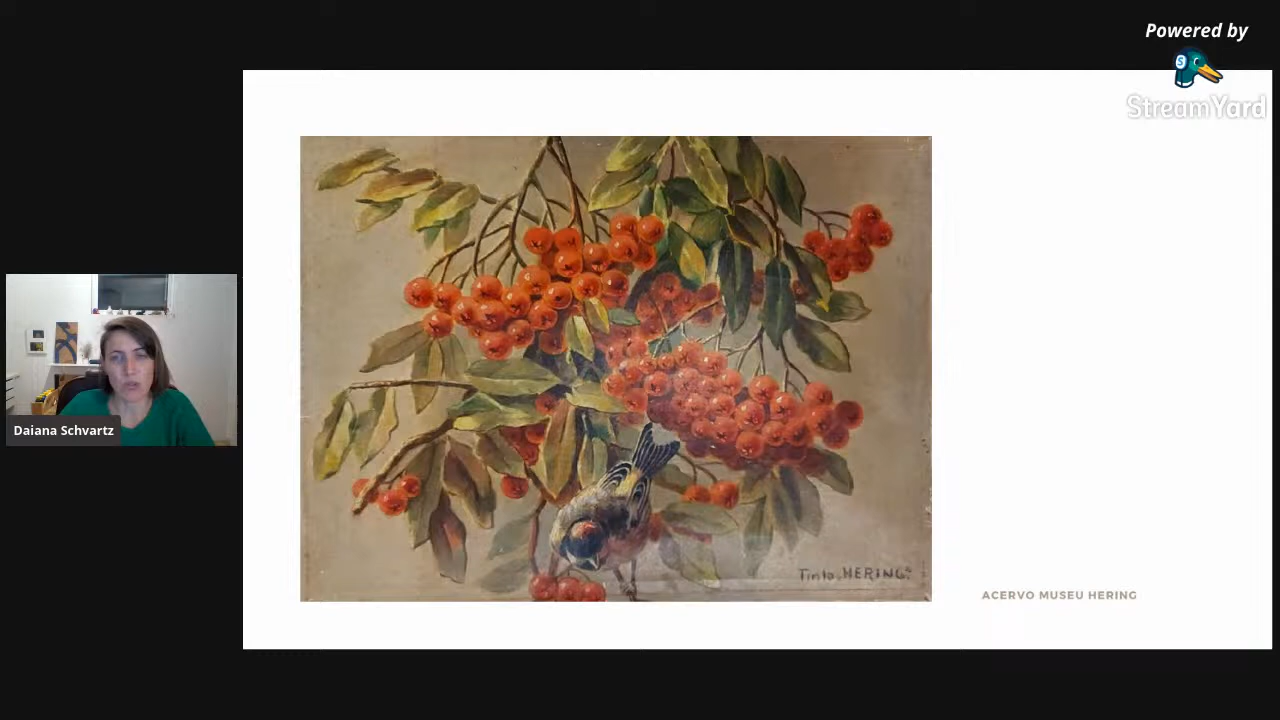 Powered by
StreamYard
Daiana Schvartz
Tinta „HERING"
ACERVO MUSEU HERING